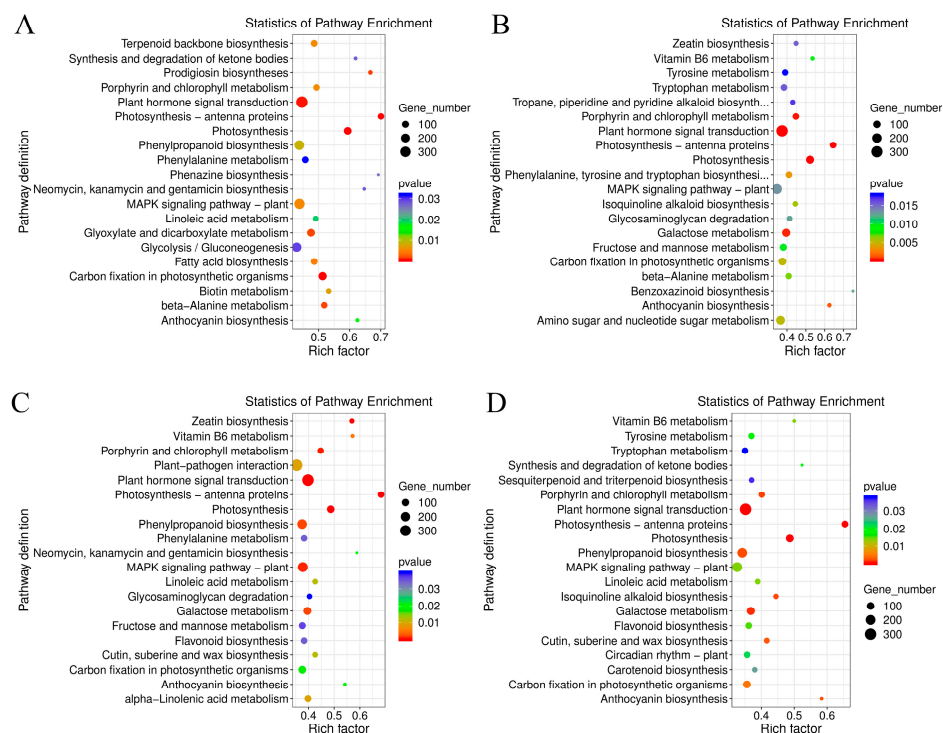 A
Statistics of Pathway Enrichment
Pathway definition
Terpenoid backbone biosynthesis
Synthesis and degradation of ketone bodies
Prodigiosin biosyntheses
Porphyrin and chlorophyll metabolism
Plant hormone signal transduction
Photosynthesis - antenna proteins
Photosynthesis
Phenylpropanoid biosynthesis
Phenylalanine metabolism
Phenazine biosynthesis
Neomycin, kanamycin and gentamicin biosynthesis
MAPK signaling pathway - plant
Linoleic acid metabolism
Glyoxylate and dicarboxylate metabolism
Glycolysis / Gluconeogenesis
Fatty acid biosynthesis
Carbon fixation in photosynthetic organisms
Biotin metabolism
beta-Alanine metabolism
Anthocyanin biosynthesis
0.5 0.6 0.7
Rich factor
Gene_number
100
200
300
pvalue
0.03
0.02
0.01
B
Statistics of Pathway Enrichment
Pathway definition
Zeatin biosynthesis
Vitamin B6 metabolism
Tyrosine metabolism
Tryptophan metabolism
Tropane, piperidine and pyridine alkaloid biosynth...
Porphyrin and chlorophyll metabolism
Plant hormone signal transduction
Photosynthesis - antenna proteins
Photosynthesis
Phenylalanine, tyrosine and tryptophan biosynthesi...
MAPK signaling pathway - plant
Isoquinoline alkaloid biosynthesis
Glycosaminoglycan degradation
Galactose metabolism
Fructose and mannose metabolism
Carbon fixation in photosynthetic organisms
beta-Alanine metabolism
Benzoxazinoid biosynthesis
Anthocyanin biosynthesis
Amino sugar and nucleotide sugar metabolism
0.4 0.5 0.6 0.7
Rich factor
Gene_number
100
200
300
pvalue
0.015
0.010
0.005
C
Statistics of Pathway Enrichment
Pathway defintion
Zeatin biosynthesis
Vitamin B6 metabolism
Porphyrin and chlorophyll metabolism
Plant-pathogen interaction
Plant hormone signal transduction
Photosynthesis - antenna proteins
Photosynthesis
Phenylpropanoid biosynthesis
Phenylalanine metabolism
Neomycin, kanamycin and gentamicin biosynthesis
MAPK signaling pathway - plant
Linoleic acid metabolism
Glycosaminoglycan degradation
Galactose metabolism
Fructose and mannose metabolism
Flavonoid biosynthesis
Cutin, suberine and wax biosynthesis
Carbon fixation in photosynthetic organisms
Anthocyanin biosynthesis
alpha-Linolenic acid metabolism
0.4 0.5 0.6
Rich factor
Gene_number
100
200
300
pvalue
0.03
0.02
0.01
D
Statistics of Pathway Enrichment
Pathway defintion
Vitamin B6 metabolism
Tyrosine metabolism
Tryptophan metabolism
Synthesis and degradation of ketone bodies
Sesquiterpenoid and triterpenoid biosynthesis
Porphyrin and chlorophyll metabolism
Plant hormone signal transduction
Photosynthesis - antenna proteins
Photosynthesis
Phenylpropanoid biosynthesis
MAPK signaling pathway - plant
Linoleic acid metabolism
Isoquinoline alkaloid biosynthesis
Galactose metabolism
Flavonoid biosynthesis
Cutin, suberine and wax biosynthesis
Circadian rhythm - plant
Carotenoid biosynthesis
Carbon fixation in photosynthetic organisms
Anthocyanin biosynthesis
0.4 0.5 0.6
Rich factor
pvalue
0.03
0.02
0.01
Gene_number
100
200
300